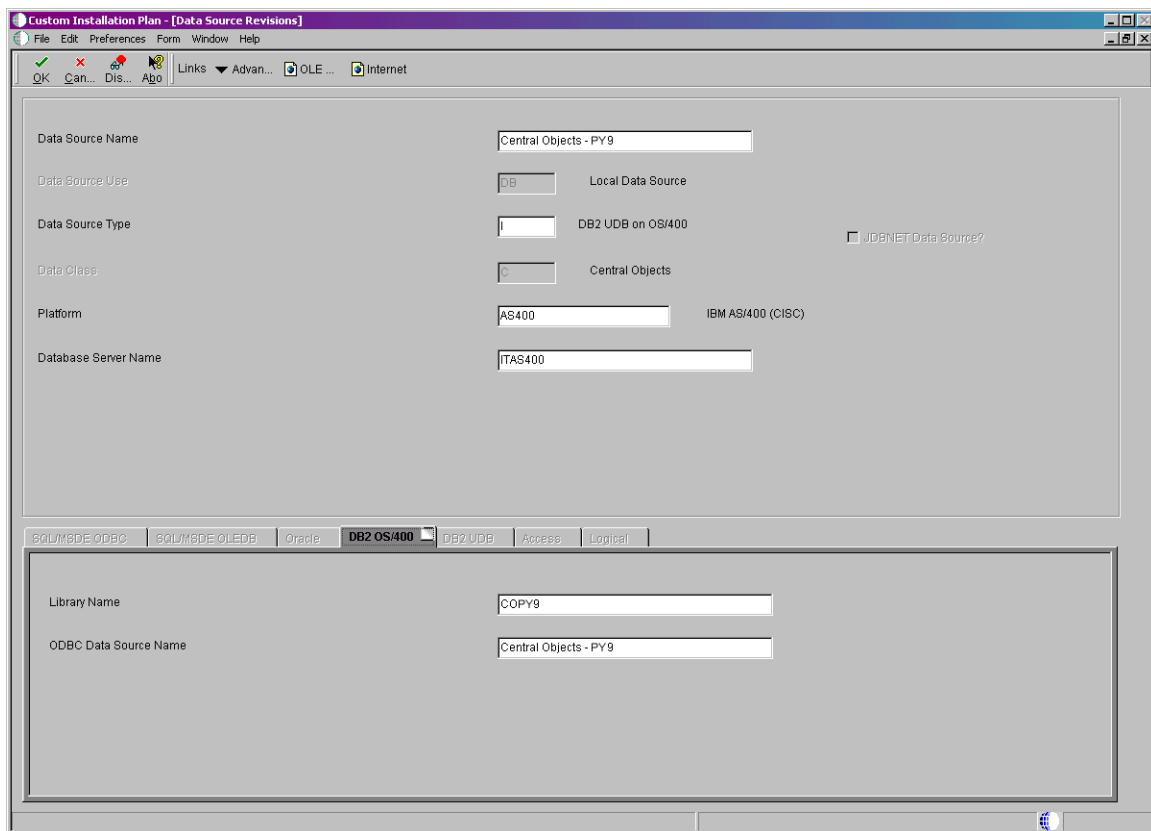 Custom Installation Plan - [Data Source Revisions]
File Edit Preferences Form Window Help
OK Can... Dis... Abo Links Advan... OLE ... Internet
Data Source Name Central Objects - PY9
Data Source Use DB Local Data Source
Data Source Type I DB2 UDB on OS/400
JDBNET Data Source?
Data Class C Central Objects
Platform AS400 IBM AS/400 (CISC)
Database Server Name ITAS400
SQL/MSDE ODBC SQL/MSDE OLEDB Oracle DB2 OS/400 DB2 UDB Access Logical
Library Name COPY9
ODBC Data Source Name Central Objects - PY9